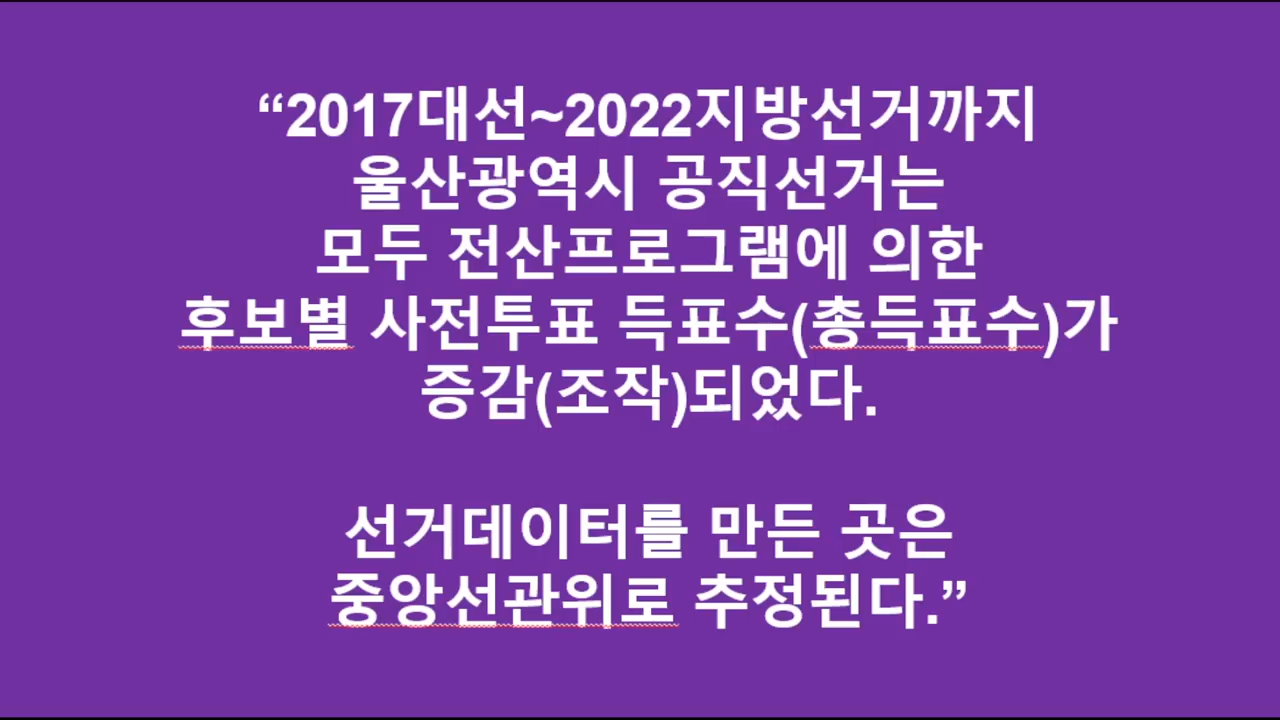 “2017대선~2022지방선거까지
울산광역시 공직선거는
모두 전산프로그램에 의한
후보별 사전투표 득표수(총득표수)가
증감(조작)되었다.
선거데이터를 만든 곳은
중앙선관위로 추정된다.”